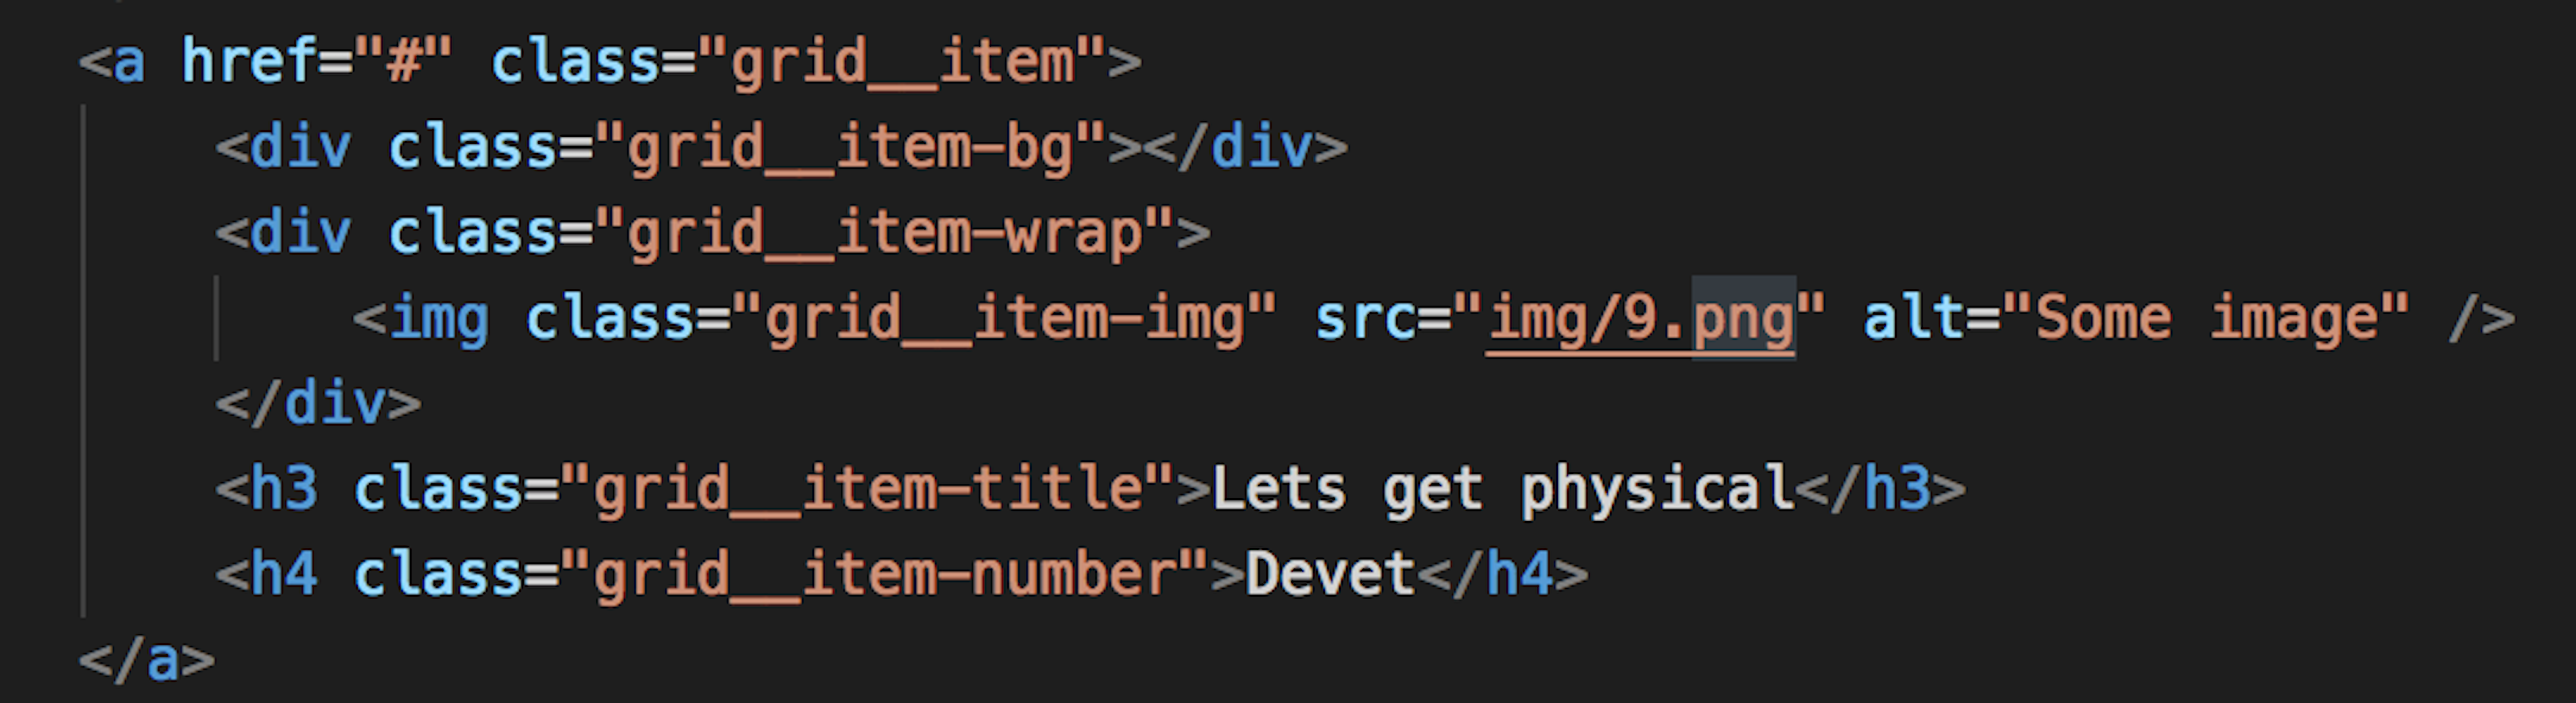 <a href="#" class="grid__item">
<div class="grid__item-bg"></div>
<div class="grid__item-wrap">
<img class="grid__item-img" src="img/9.png" alt="Some image" />
</div>
<h3 class="grid__item-title">Lets get physical</h3>
<h4 class="grid__item-number">Devet</h4>
</a>